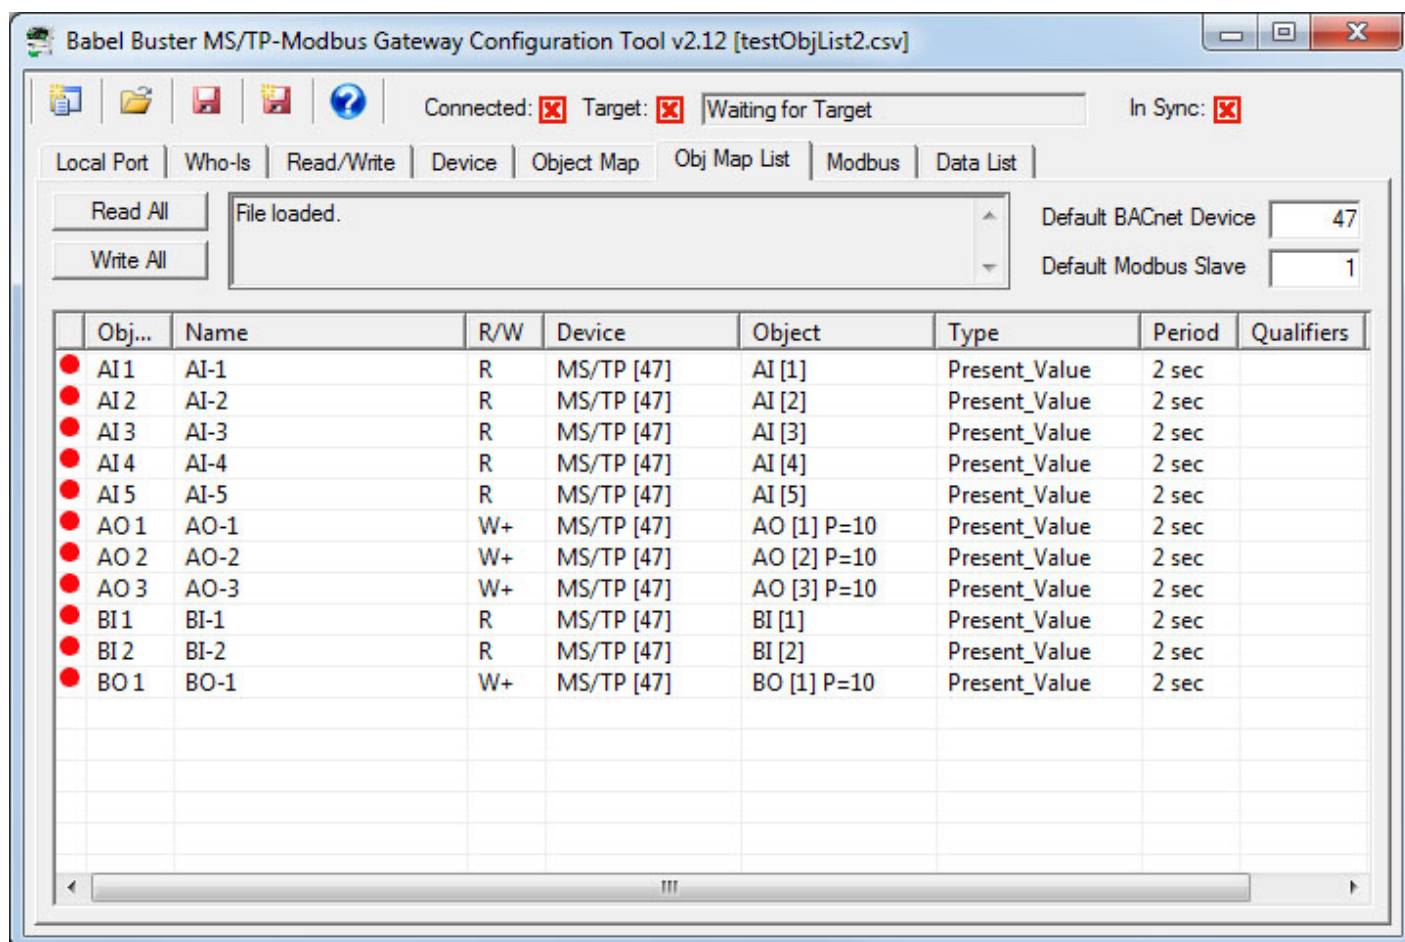 Babel Buster MS/TP-Modbus Gateway Configuration Tool v2.12 [testObjList2.csv]
Connected: Target: Waiting for Target In Sync:
Local Port Who-Is Read/Write Device Object Map Obj Map List Modbus Data List
Read All File loaded. Default BACnet Device 47
Write All Default Modbus Slave 1
Obj... Name R/W Device Object Type Period Qualifiers
AI 1 AI-1 R MS/TP [47] AI [1] Present_Value 2 sec
AI 2 AI-2 R MS/TP [47] AI [2] Present_Value 2 sec
AI 3 AI-3 R MS/TP [47] AI [3] Present_Value 2 sec
AI 4 AI-4 R MS/TP [47] AI [4] Present_Value 2 sec
AI 5 AI-5 R MS/TP [47] AI [5] Present_Value 2 sec
AO 1 AO-1 W+ MS/TP [47] AO [1] P=10 Present_Value 2 sec
AO 2 AO-2 W+ MS/TP [47] AO [2] P=10 Present_Value 2 sec
AO 3 AO-3 W+ MS/TP [47] AO [3] P=10 Present_Value 2 sec
BI 1 BI-1 R MS/TP [47] BI [1] Present_Value 2 sec
BI 2 BI-2 R MS/TP [47] BI [2] Present_Value 2 sec
BO 1 BO-1 W+ MS/TP [47] BO [1] P=10 Present_Value 2 sec